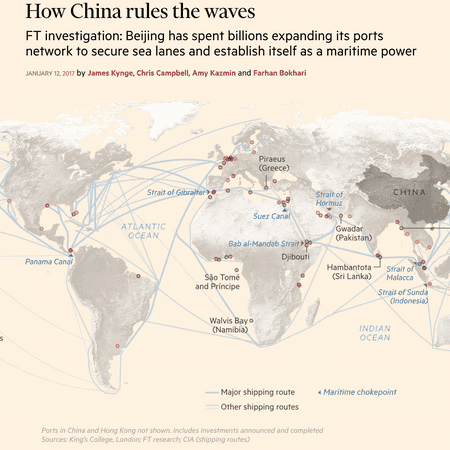 How China rules the waves
FT investigation: Beijing has spent billions expanding its ports
network to secure sea lanes and establish itself as a maritime power
JANUARY 12, 2017 by James Kynge, Chris Campbell, Amy Kazmin and Farhan Bokhari
Piraeus
(Greece)
Strait of Gibraltar
Strait of
Hormuz
CHINA
Suez Canal
ATLANTIC
OCEAN
Gwadar
(Pakistan)
Bab al-Mandab Strait
Djibouti
Panama Canal
Hambantota
(Sri Lanka)
Strait of
Malacca
São Tomé
and Príncipe
Strait of Sunda
(Indonesia)
Walvis Bay
(Namibia)
INDIAN
OCEAN
s
Major shipping route
Maritime chokepoint
Other shipping routes
Ports in China and Hong Kong not shown. Includes investments announced and completed
Sources: King's College, London; FT research; CIA (shipping routes)